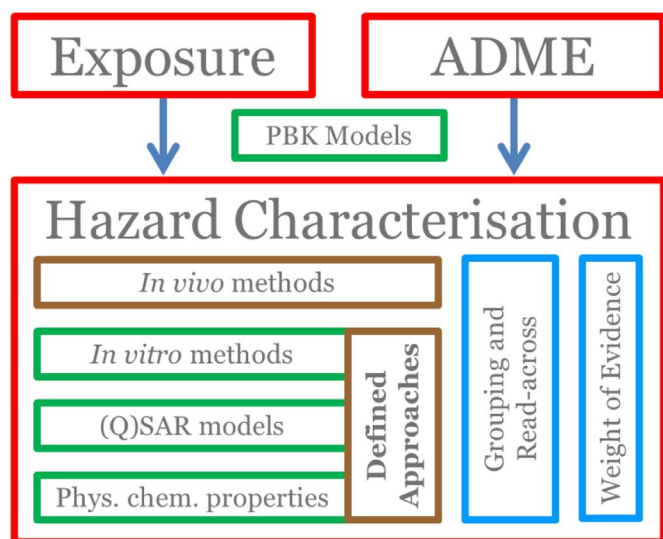 Exposure
ADME
PBK Models
Hazard Characterisation
In vivo methods
In vitro methods
(Q)SAR models
Phys. chem. properties
Defined
Approaches
Grouping and
Read-across
Weight of Evidence